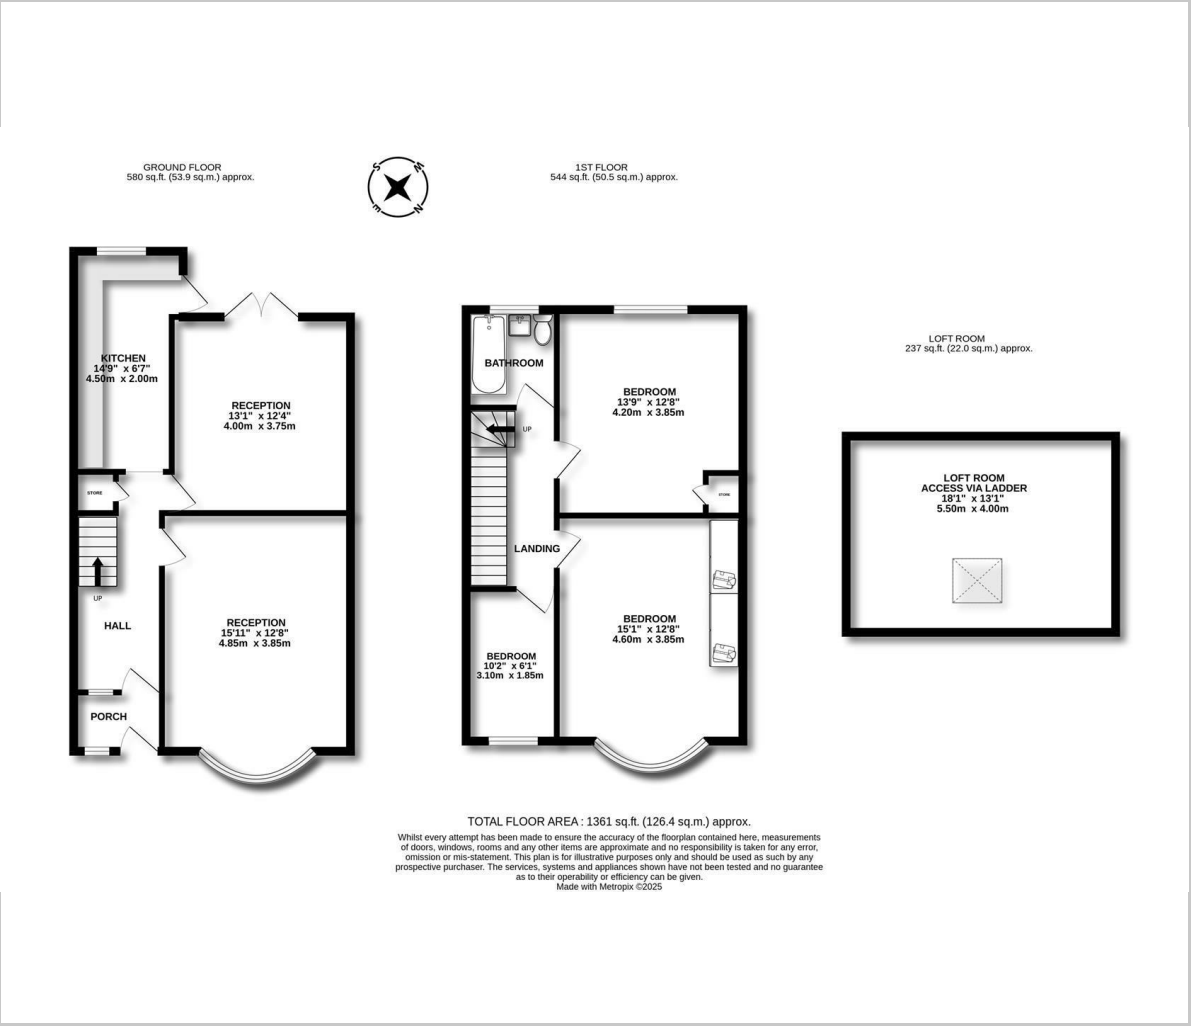 GROUND FLOOR
580 sq.ft. (53.9 sq.m.) approx.
S
W
E
N
1ST FLOOR
544 sq.ft. (50.5 sq.m.) approx.
LOFT ROOM
237 sq.ft. (22.0 sq.m.) approx.
KITCHEN
14'9" x 6'7"
4.50m x 2.00m
RECEPTION
13'1" x 12'4"
4.00m x 3.75m
STORE
UP
HALL
RECEPTION
15'11" x 12'8"
4.85m x 3.85m
PORCH
BATHROOM
BEDROOM
13'9" x 12'8"
4.20m x 3.85m
UP
STORE
LANDING
BEDROOM
15'1" x 12'8"
4.60m x 3.85m
BEDROOM
10'2" x 6'1"
3.10m x 1.85m
LOFT ROOM
ACCESS VIA LADDER
18'1" x 13'1"
5.50m x 4.00m
TOTAL FLOOR AREA : 1361 sq.ft. (126.4 sq.m.) approx.
Whilst every attempt has been made to ensure the accuracy of the floorplan contained here, measurements
of doors, windows, rooms and any other items are approximate and no responsibility is taken for any error,
omission or mis-statement. This plan is for illustrative purposes only and should be used as such by any
prospective purchaser. The services, systems and appliances shown have not been tested and no guarantee
as to their operability or efficiency can be given.
Made with Metropix ©2025